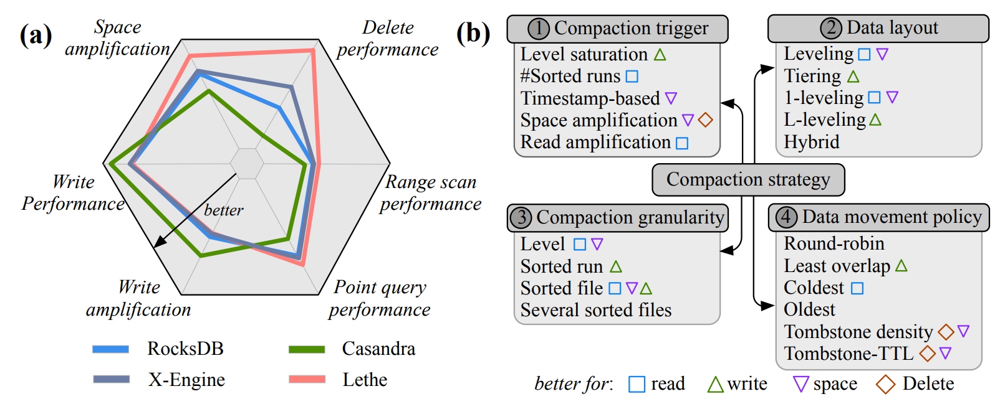 (a)
Space
amplification
Delete
performance
Write
Performance
Range scan
performance
better
Write
amplification
Point query
performance
RocksDB
Casandra
X-Engine
Lethe
(b)
1 Compaction trigger
Level saturation
#Sorted runs
Timestamp-based
Space amplification
Read amplification
2 Data layout
Leveling
Tiering
1-leveling
L-leveling
Hybrid
Compaction strategy
3 Compaction granularity
Level
Sorted run
Sorted file
Several sorted files
4 Data movement policy
Round-robin
Least overlap
Coldest
Oldest
Tombstone density
Tombstone-TTL
better for: read write space Delete